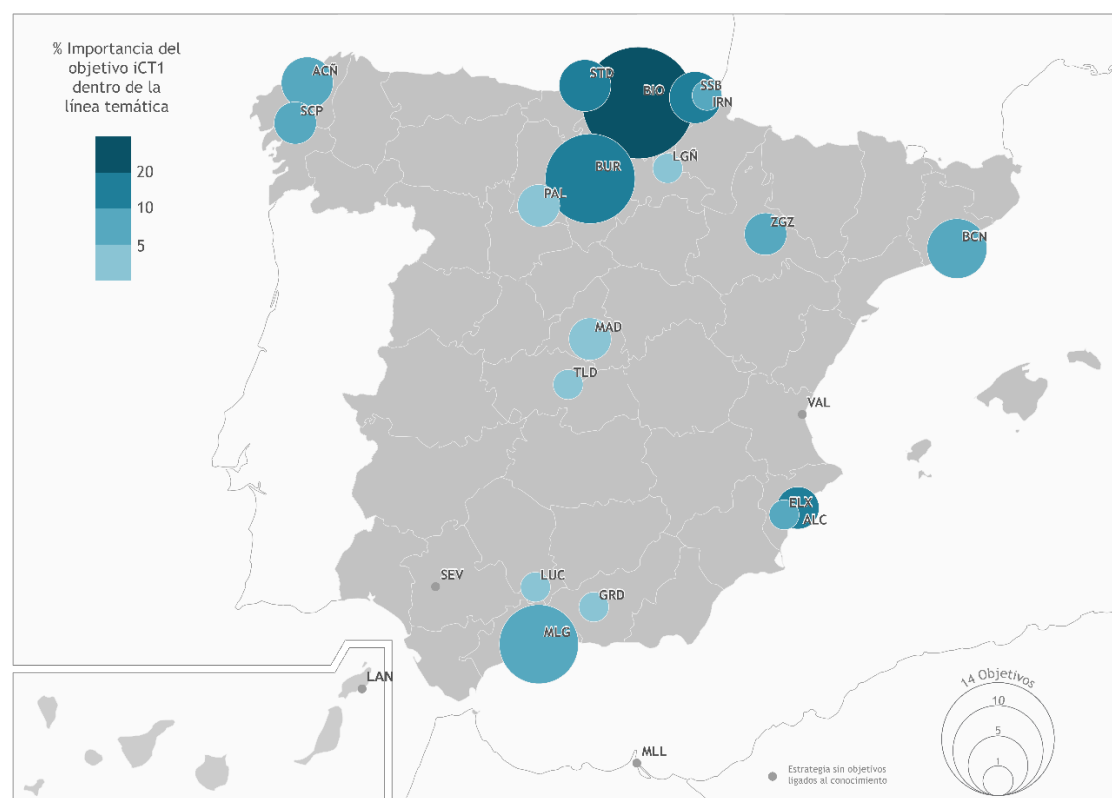 % Importancia del
objetivo iCT1
dentro de la
línea temática
20
10
5
ACÑ
SCP
STD
BIO
SSB
IRN
BUR
LGÑ
PAL
ZGZ
BCN
MAD
TLD
VAL
ELX
ALC
SEV
LUC
GRD
MLG
LAN
MLL
14 Objetivos
10
5
1
Estrategia sin objetivos
ligados al conocimiento